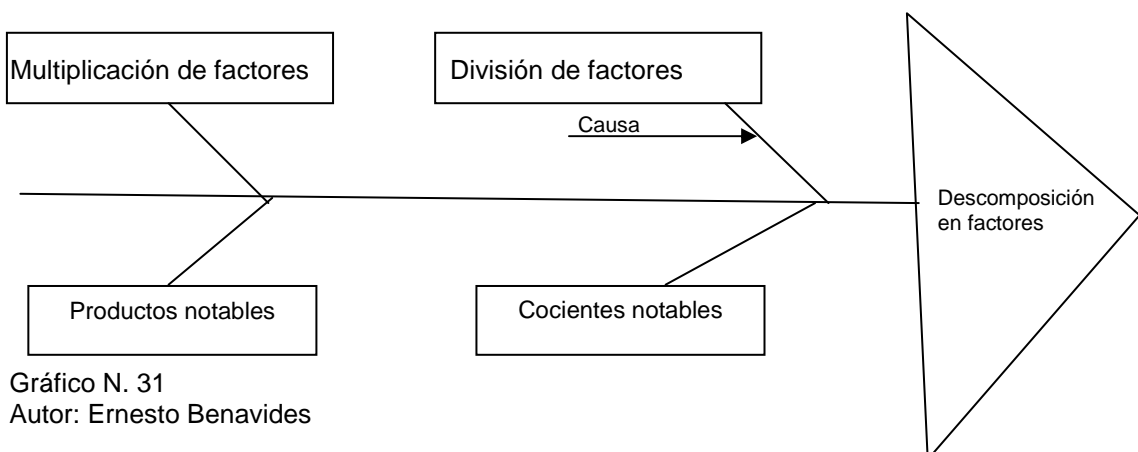 Multiplicación de factores
División de factores
Causa
Descomposición
en factores
Productos notables
Cocientes notables
Gráfico N. 31
Autor: Ernesto Benavides